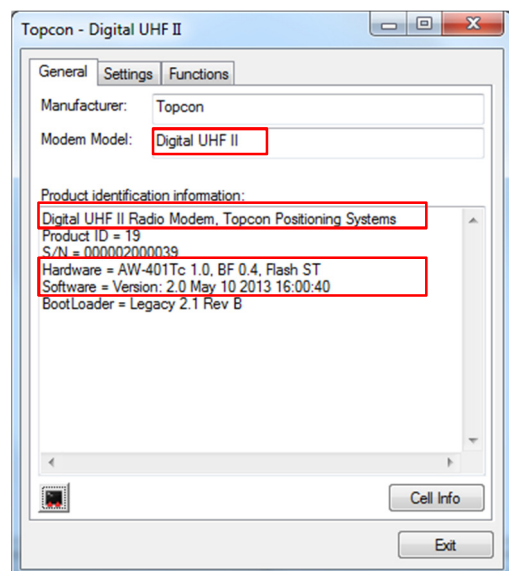 Topcon - Digital UHF II
General Settings Functions
Manufacturer: Topcon
Modem Model: Digital UHF II
Product identification information:
Digital UHF II Radio Modem, Topcon Positioning Systems
Product ID = 19
S/N = 000002000039
Hardware = AW-401Tc 1.0, BF 0.4, Flash ST
Software = Version: 2.0 May 10 2013 16:00:40
BootLoader = Legacy 2.1 Rev B
Cell Info
Exit